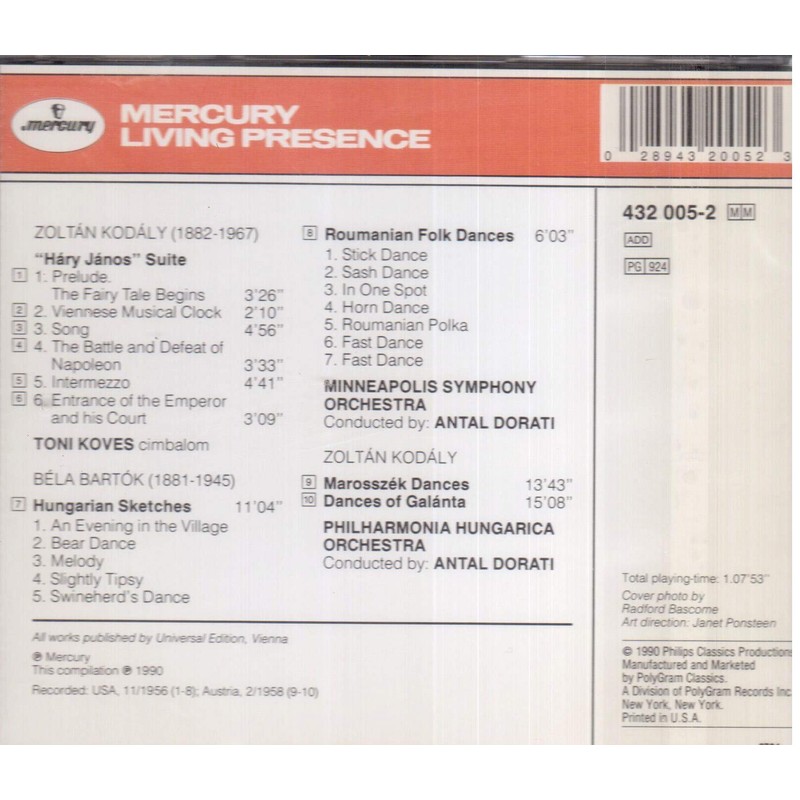 mercury
MERCURY
LIVING PRESENCE
0 28943 20052 3
432 005-2 MM
ADD
PG 924
ZOLTÁN KODÁLY (1882-1967)
"Háry János" Suite
1 1. Prelude.
The Fairy Tale Begins 3'26"
2 2. Viennese Musical Clock 2'10"
3 3. Song 4'56"
4 4. The Battle and Defeat of
Napoleon 3'33"
5 5. Intermezzo 4'41"
6 6. Entrance of the Emperor
and his Court 3'09"
TONI KOVES cimbalom
BÉLA BARTÓK (1881-1945)
7 Hungarian Sketches 11'04"
1. An Evening in the Village
2. Bear Dance
3. Melody
4. Slightly Tipsy
5. Swineherd's Dance
8 Roumanian Folk Dances 6'03"
1. Stick Dance
2. Sash Dance
3. In One Spot
4. Horn Dance
5. Roumanian Polka
6. Fast Dance
7. Fast Dance
MINNEAPOLIS SYMPHONY
ORCHESTRA
Conducted by: ANTAL DORATI
ZOLTÁN KODÁLY
9 Marosszék Dances 13'43"
10 Dances of Galánta 15'08"
PHILHARMONIA HUNGARICA
ORCHESTRA
Conducted by: ANTAL DORATI
All works published by Universal Edition, Vienna
℗ Mercury
This compilation ℗ 1990
Recorded: USA, 11/1956 (1-8); Austria, 2/1958 (9-10)
Total playing-time: 1.07'53"
Cover photo by
Radford Bascome
Art direction: Janet Ponsteen
© 1990 Philips Classics Productions
Manufactured and Marketed
by PolyGram Classics.
A Division of PolyGram Records Inc.
New York, New York.
Printed in U.S.A.